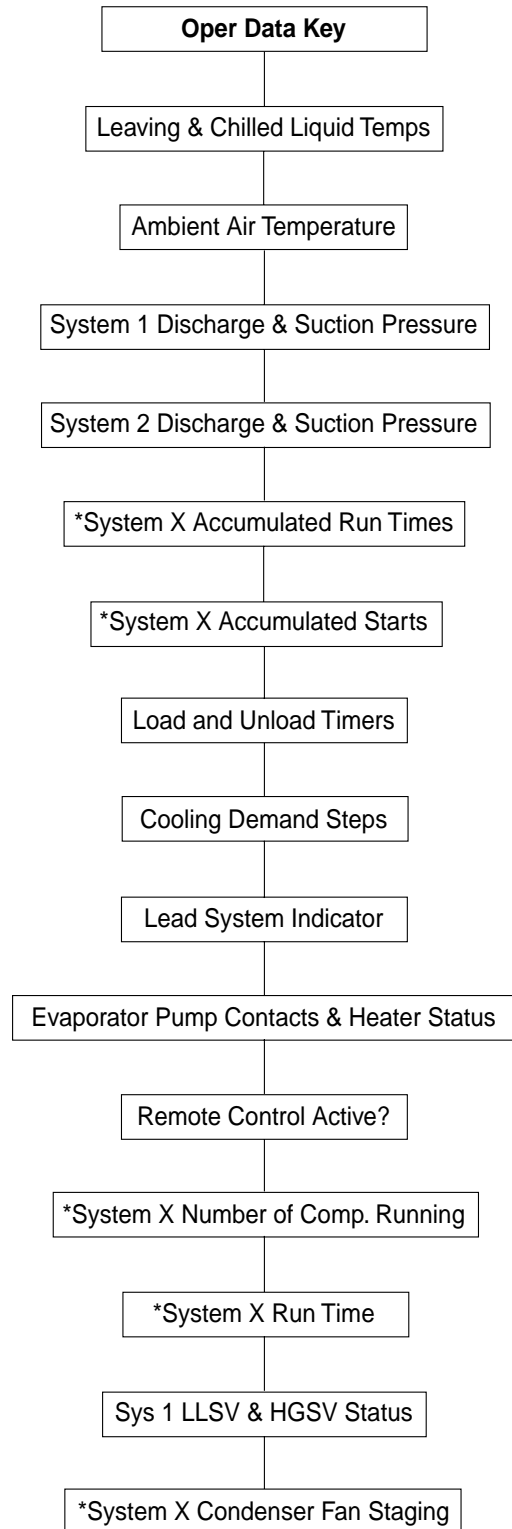 Oper Data Key
Leaving & Chilled Liquid Temps
Ambient Air Temperature
System 1 Discharge & Suction Pressure
System 2 Discharge & Suction Pressure
*System X Accumulated Run Times
*System X Accumulated Starts
Load and Unload Timers
Cooling Demand Steps
Lead System Indicator
Evaporator Pump Contacts & Heater Status
Remote Control Active?
*System X Number of Comp. Running
*System X Run Time
Sys 1 LLSV & HGSV Status
*System X Condenser Fan Staging